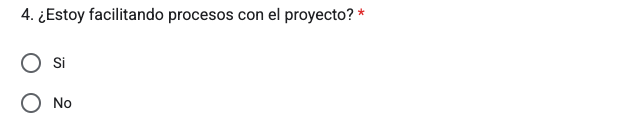 4. ¿Estoy facilitando procesos con el proyecto? *
Si
No